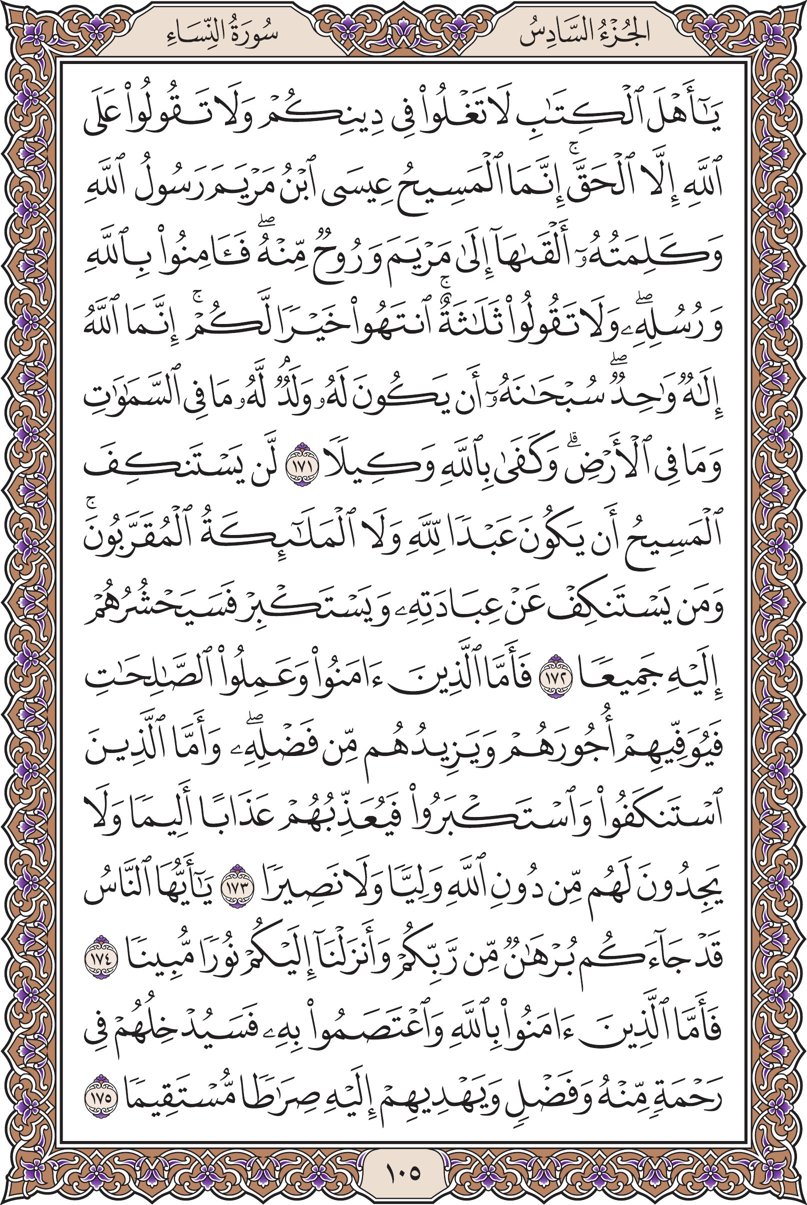 الجُزْءُ السَّادِسُ
سُورَةُ النِّسَاءِ
يَٰٓأَهۡلَ ٱلۡكِتَٰبِ لَا تَغۡلُواْ فِي دِينِكُمۡ وَلَا تَقُولُواْ عَلَى
ٱللَّهِ إِلَّا ٱلۡحَقَّۚ إِنَّمَا ٱلۡمَسِيحُ عِيسَى ٱبۡنُ مَرۡيَمَ رَسُولُ ٱللَّهِ
وَكَلِمَتُهُۥٓ أَلۡقَىٰهَآ إِلَىٰ مَرۡيَمَ وَرُوحٞ مِّنۡهُۖ فَـَٔامِنُواْ بِٱللَّهِ
وَرُسُلِهِۦۖ وَلَا تَقُولُواْ ثَلَٰثَةٌۚ ٱنتَهُواْ خَيۡرٗا لَّكُمۡۚ إِنَّمَا ٱللَّهُ
إِلَٰهٞ وَٰحِدٞۖ سُبۡحَٰنَهُۥٓ أَن يَكُونَ لَهُۥ وَلَدٞۘ لَّهُۥ مَا فِي ٱلسَّمَٰوَٰتِ
وَمَا فِي ٱلۡأَرۡضِۗ وَكَفَىٰ بِٱللَّهِ وَكِيلٗا ١٧١ لَّن يَسۡتَنكِفَ
ٱلۡمَسِيحُ أَن يَكُونَ عَبۡدٗا لِّلَّهِ وَلَا ٱلۡمَلَٰٓئِكَةُ ٱلۡمُقَرَّبُونَۚ
وَمَن يَسۡتَنكِفۡ عَنۡ عِبَادَتِهِۦ وَيَسۡتَكۡبِرۡ فَسَيَحۡشُرُهُمۡ
إِلَيۡهِ جَمِيعٗا ١٧٢ فَأَمَّا ٱلَّذِينَ ءَامَنُواْ وَعَمِلُواْ ٱلصَّٰلِحَٰتِ
فَيُوَفِّيهِمۡ أُجُورَهُمۡ وَيَزِيدُهُم مِّن فَضۡلِهِۦۖ وَأَمَّا ٱلَّذِينَ
ٱسۡتَنكَفُواْ وَٱسۡتَكۡبَرُواْ فَيُعَذِّبُهُمۡ عَذَابًا أَلِيمٗا وَلَا
يَجِدُونَ لَهُم مِّن دُونِ ٱللَّهِ وَلِيّٗا وَلَا نَصِيرٗا ١٧٣ يَٰٓأَيُّهَا ٱلنَّاسُ
قَدۡ جَآءَكُم بُرۡهَٰنٞ مِّن رَّبِّكُمۡ وَأَنزَلۡنَآ إِلَيۡكُمۡ نُورٗا مُّبِينٗا ١٧٤
فَأَمَّا ٱلَّذِينَ ءَامَنُواْ بِٱللَّهِ وَٱعۡتَصَمُواْ بِهِۦ فَسَيُدۡخِلُهُمۡ فِي
رَحۡمَةٖ مِّنۡهُ وَفَضۡلٖ وَيَهۡدِيهِمۡ إِلَيۡهِ صِرَٰطٗا مُّسۡتَقِيمٗا ١٧٥
١٠٥